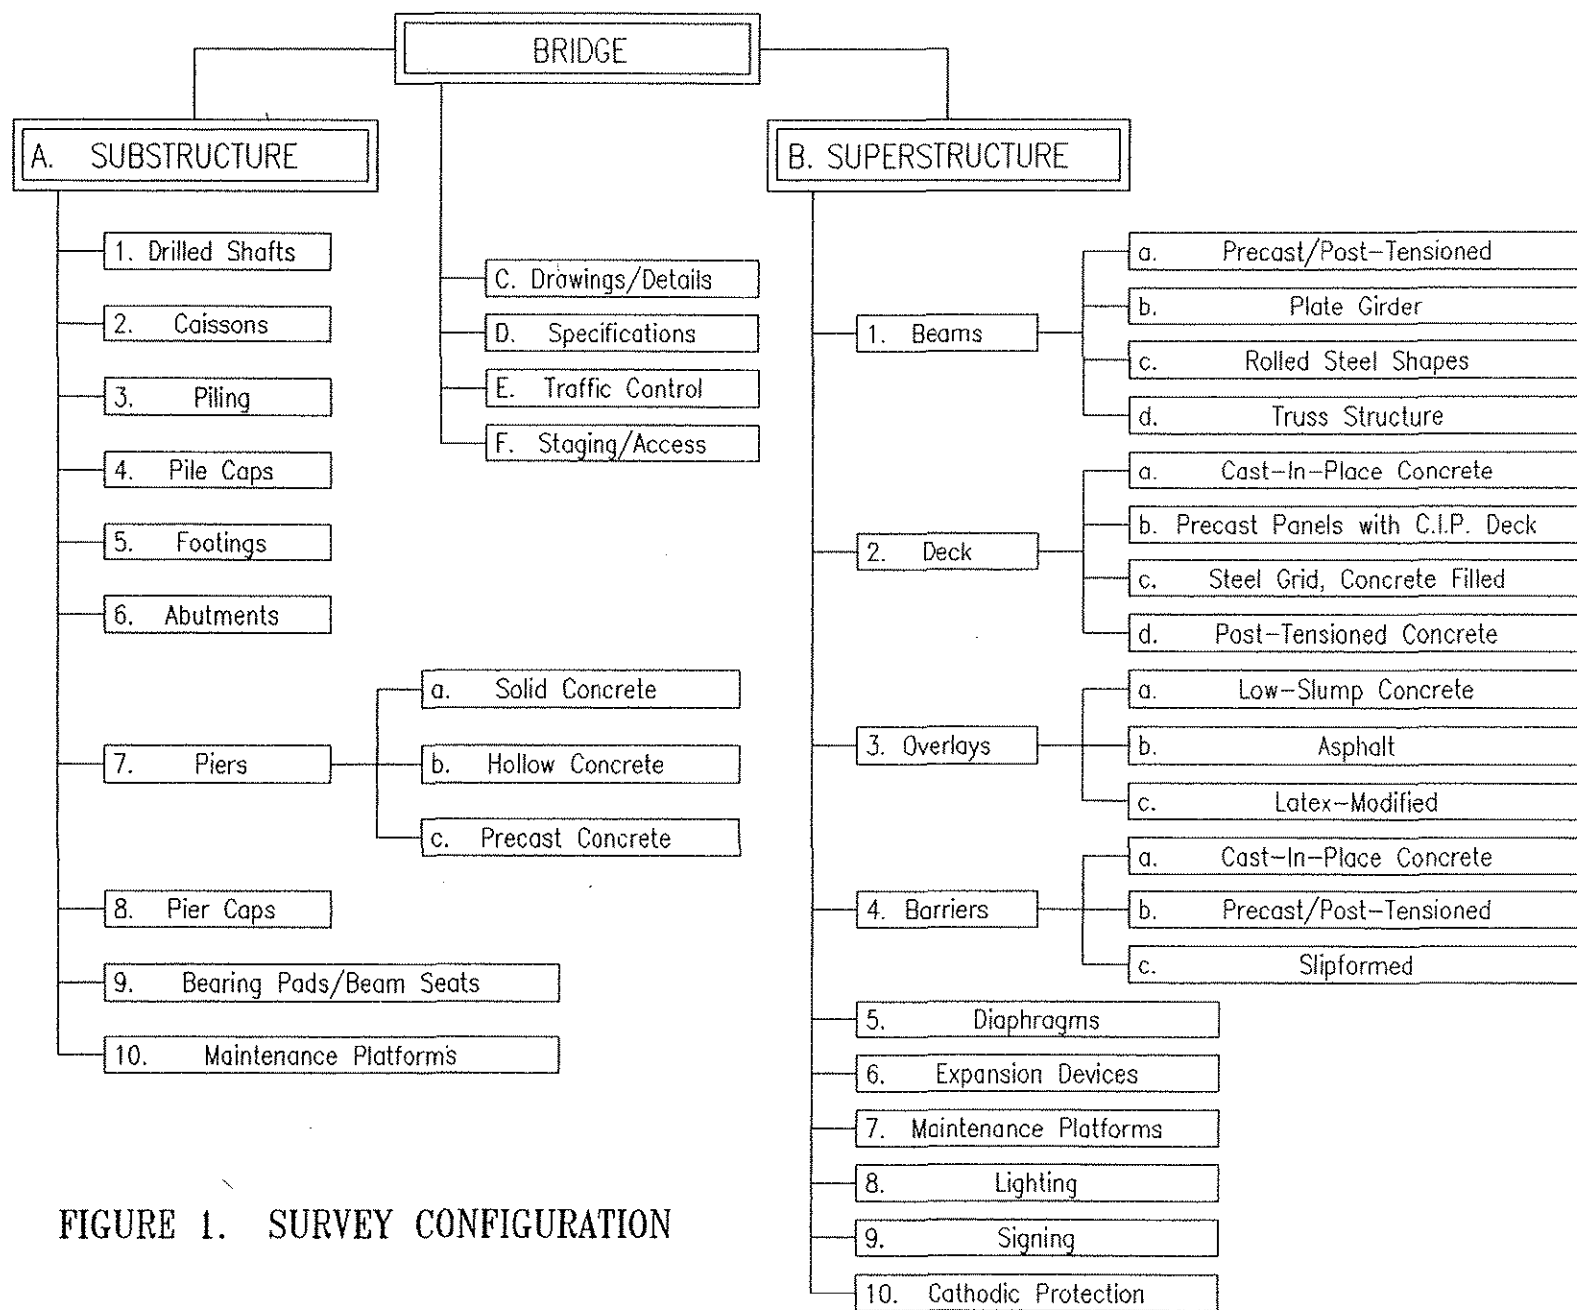 BRIDGE
A. SUBSTRUCTURE
1. Drilled Shafts
2. Caissons
3. Piling
4. Pile Caps
5. Footings
6. Abutments
7. Piers
a. Solid Concrete
b. Hollow Concrete
c. Precast Concrete
8. Pier Caps
9. Bearing Pads/Beam Seats
10. Maintenance Platforms
C. Drawings/Details
D. Specifications
E. Traffic Control
F. Staging/Access
B. SUPERSTRUCTURE
1. Beams
a. Precast/Post-Tensioned
b. Plate Girder
c. Rolled Steel Shapes
d. Truss Structure
2. Deck
a. Cast-In-Place Concrete
b. Precast Panels with C.I.P. Deck
c. Steel Grid, Concrete Filled
d. Post-Tensioned Concrete
3. Overlays
a. Low-Slump Concrete
b. Asphalt
c. Latex-Modified
4. Barriers
a. Cast-In-Place Concrete
b. Precast/Post-Tensioned
c. Slipformed
5. Diaphragms
6. Expansion Devices
7. Maintenance Platforms
8. Lighting
9. Signing
10. Cathodic Protection
FIGURE 1. SURVEY CONFIGURATION